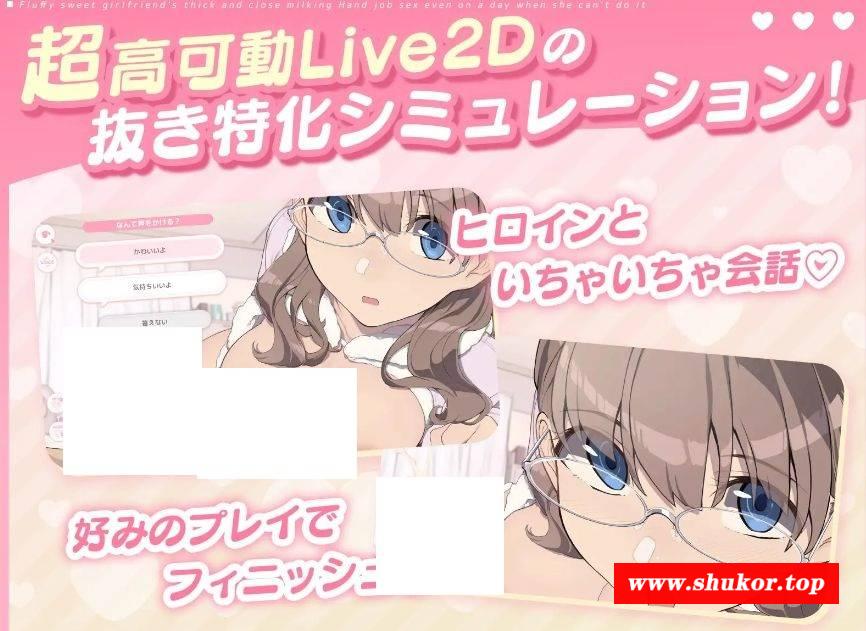 ■ Fluffy sweet girlfriend's thick and close milking Hand job sex even on a day when she can't do it
超高可動Live2Dの
抜き特化シミュレーション!
なんて声をかける？
かわいいよ
気持ちいいよ
答えない
ヒロインと
いちゃいちゃ会話♡
好みのプレイで
フィニッシュ
www.shukor.top